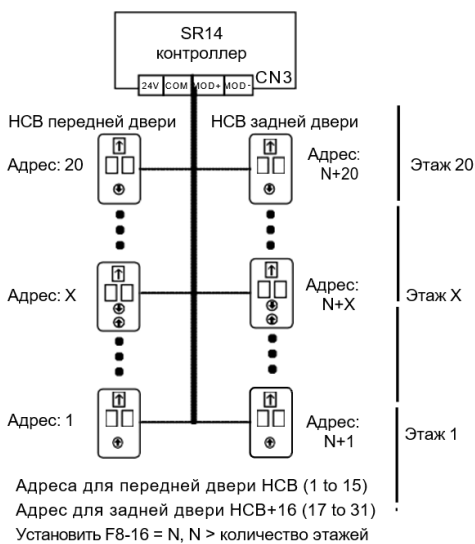 SR14
контроллер
24V COM MOD+ MOD- CN3
НСВ передней двери НСВ задней двери
Адрес: 20
Адрес:
N+20
Этаж 20
Адрес: X
Адрес:
N+X
Этаж X
Адрес: 1
Адрес:
N+1
Этаж 1
Адреса для передней двери НСВ (1 to 15)
Адрес для задней двери НСВ+16 (17 to 31)
Установить F8-16 = N, N > количество этажей